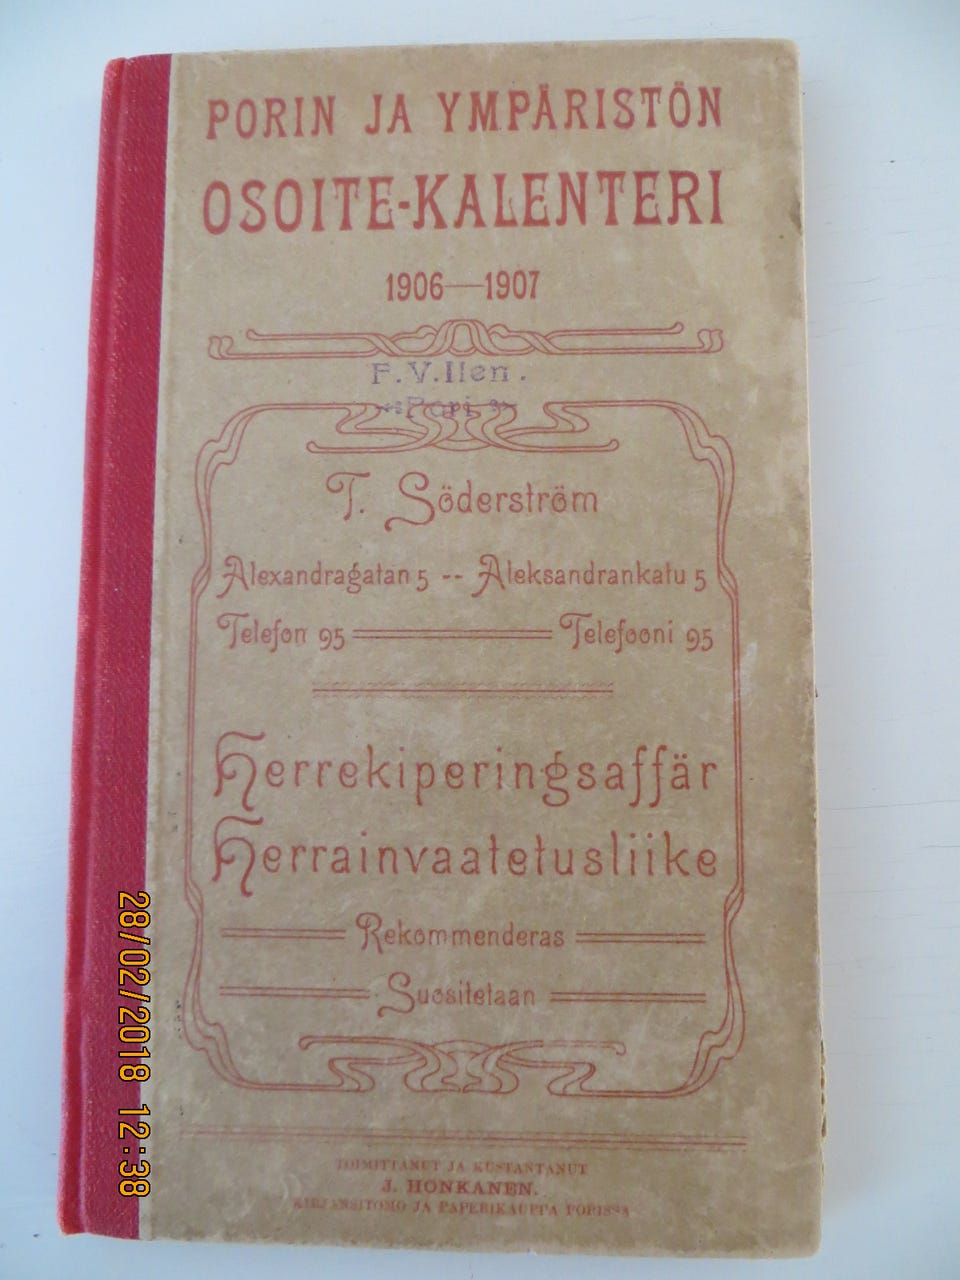 PORIN JA YMPÄRISTÖN
OSOITE-KALENTERI
1906—1907
F.V.Ilen.
Pori
T. Söderström
Alexandragatan 5 -- Aleksandrankatu 5
Telefon 95 Telefooni 95
Herrekiperingsaffär
Herrainvaatetusliike
Rekommenderas
Suositetaan
TOIMITTANUT JA KUSTANTANUT
J. HONKANEN.
KIRJANSITOMO JA PAPERIKAUPPA PORISSA
28/02/2018 12:38